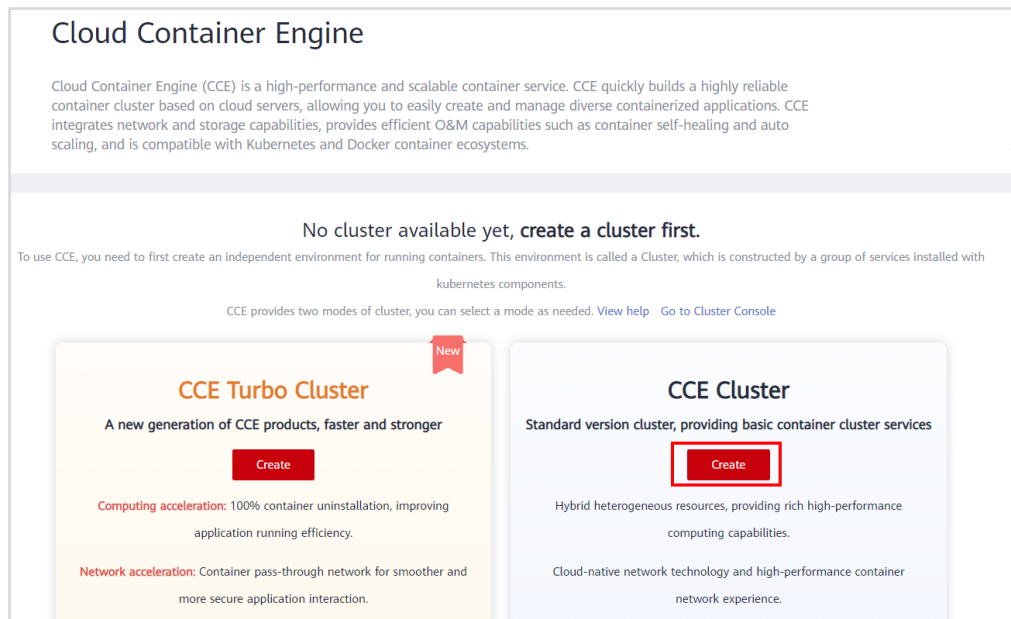 Cloud Container Engine
Cloud Container Engine (CCE) is a high-performance and scalable container service. CCE quickly builds a highly reliable
container cluster based on cloud servers, allowing you to easily create and manage diverse containerized applications. CCE
integrates network and storage capabilities, provides efficient O&M capabilities such as container self-healing and auto
scaling, and is compatible with Kubernetes and Docker container ecosystems.
No cluster available yet, create a cluster first.
To use CCE, you need to first create an independent environment for running containers. This environment is called a Cluster, which is constructed by a group of services installed with
kubernetes components.
CCE provides two modes of cluster, you can select a mode as needed. View help Go to Cluster Console
New
CCE Turbo Cluster
A new generation of CCE products, faster and stronger
Create
Computing acceleration: 100% container uninstallation, improving
application running efficiency.
Network acceleration: Container pass-through network for smoother and
more secure application interaction.
CCE Cluster
Standard version cluster, providing basic container cluster services
Create
Hybrid heterogeneous resources, providing rich high-performance
computing capabilities.
Cloud-native network technology and high-performance container
network experience.